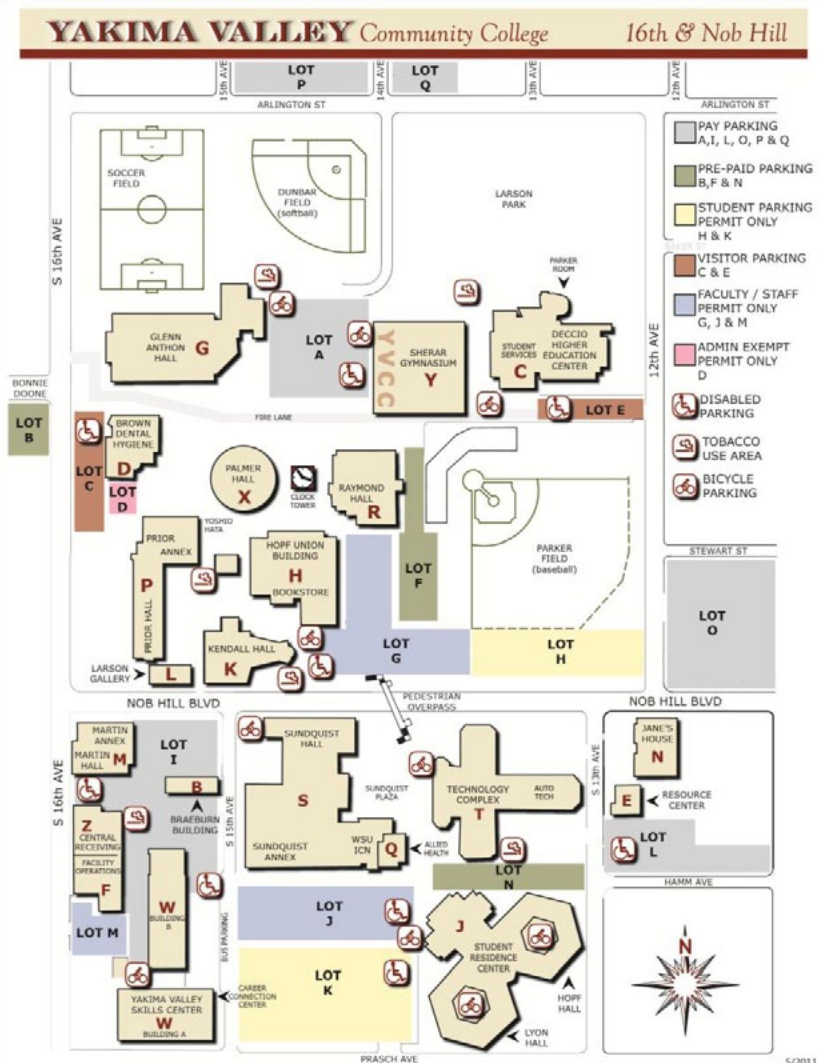 YAKIMA VALLEY Community College 16th & Nob Hill
LOT
P
LOT
Q
15th AVE
14th AVE
13th AVE
12th AVE
ARLINGTON ST
ARLINGTON ST
PAY PARKING
A,I, L, O, P & Q
PRE-PAID PARKING
B,F & N
STUDENT PARKING
PERMIT ONLY
H & K
VISITOR PARKING
C & E
FACULTY / STAFF
PERMIT ONLY
G, J & M
ADMIN EXEMPT
PERMIT ONLY
D
DISABLED
PARKING
TOBACCO
USE AREA
BICYCLE
PARKING
SOCCER
FIELD
DUNBAR
FIELD
(softball)
LARSON
PARK
S 16th AVE
12th AVE
PARKER
ROOM
GLENN
ANTHON
HALL
G
LOT
A
YVCC
SHERAR
GYMNASIUM
Y
STUDENT
SERVICES
C
DECCIO
HIGHER
EDUCATION
CENTER
BONNIE
DOONE
LOT
B
FIRE LANE
LOT E
LOT
C
BROWN
DENTAL
HYGIENE
D
LOT
D
PALMER
HALL
X
CLOCK
TOWER
RAYMOND
HALL
R
YOSHIO
HATA
PRIOR
ANNEX
P
PRIOR HALL
HOPF UNION
BUILDING
H
BOOKSTORE
LOT
F
PARKER
FIELD
(baseball)
STEWART ST
LOT
O
KENDALL HALL
K
LOT
G
LOT
H
LARSON
GALLERY
L
NOB HILL BLVD
PEDESTRIAN
OVERPASS
NOB HILL BLVD
MARTIN
ANNEX
MARTIN
HALL
M
LOT
I
B
BRAEBURN
BUILDING
S 16th AVE
S 15th AVE
Z
CENTRAL
RECEIVING
FACILITY
OPERATIONS
F
LOT M
W
BUILDING
B
BUS PARKING
SUNDQUIST
HALL
S
SUNDQUIST
ANNEX
WSU
ICN
Q
ALLIED
HEALTH
SUNDQUIST
PLAZA
TECHNOLOGY
COMPLEX
T
AUTO
TECH
S 13th AVE
JANE'S
HOUSE
N
E
RESOURCE
CENTER
LOT
L
HAMM AVE
LOT
N
LOT
J
J
STUDENT
RESIDENCE
CENTER
HOPF
HALL
LYON
HALL
LOT
K
CAREER
CONNECTION
CENTER
YAKIMA VALLEY
SKILLS CENTER
W
BUILDING A
PRASCH AVE
N
5/2011